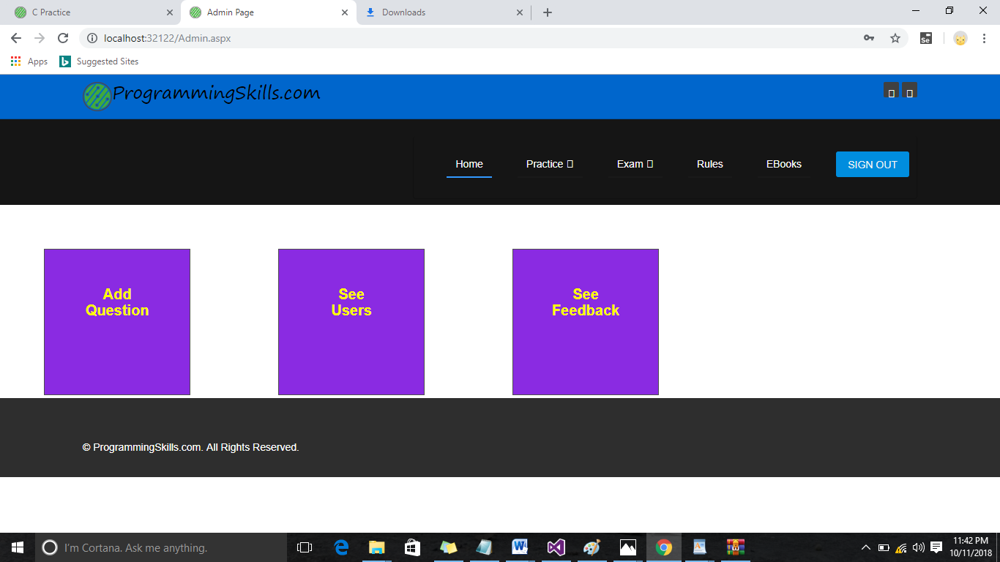 C Practice
Admin Page
Downloads
localhost:32122/Admin.aspx
Se
Apps
Suggested Sites
ProgrammingSkills.com
Home
Practice
Exam
Rules
EBooks
SIGN OUT
Add
Question
See
Users
See
Feedback
© ProgrammingSkills.com. All Rights Reserved.
I'm Cortana. Ask me anything.
11:42 PM
10/11/2018